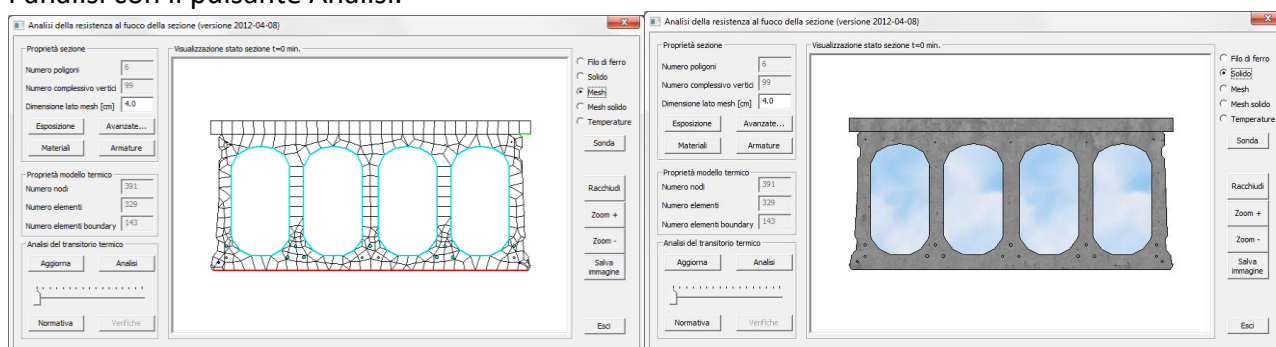 l'analisi con il pulsante Analisi.
Analisi della resistenza al fuoco della sezione (versione 2012-04-08)
Proprietà sezione
Numero poligoni 6
Numero complessivo vertici 99
Dimensione lato mesh [cm] 4.0
Esposizione Avanzate...
Materiali Armature
Proprietà modello termico
Numero nodi 391
Numero elementi 329
Numero elementi boundary 143
Analisi del transitorio termico
Aggiorna Analisi
Normativa Verifiche
Visualizzazione stato sezione t=0 min.
Filo di ferro
Solido
Mesh
Mesh solido
Temperature
Sonda
Racchiudi
Zoom +
Zoom -
Salva
immagine
Esci
Analisi della resistenza al fuoco della sezione (versione 2012-04-08)
Proprietà sezione
Numero poligoni 6
Numero complessivo vertici 99
Dimensione lato mesh [cm] 4.0
Esposizione Avanzate...
Materiali Armature
Proprietà modello termico
Numero nodi 391
Numero elementi 329
Numero elementi boundary 143
Analisi del transitorio termico
Aggiorna Analisi
Normativa Verifiche
Visualizzazione stato sezione t=0 min.
Filo di ferro
Solido
Mesh
Mesh solido
Temperature
Sonda
Racchiudi
Zoom +
Zoom -
Salva
immagine
Esci